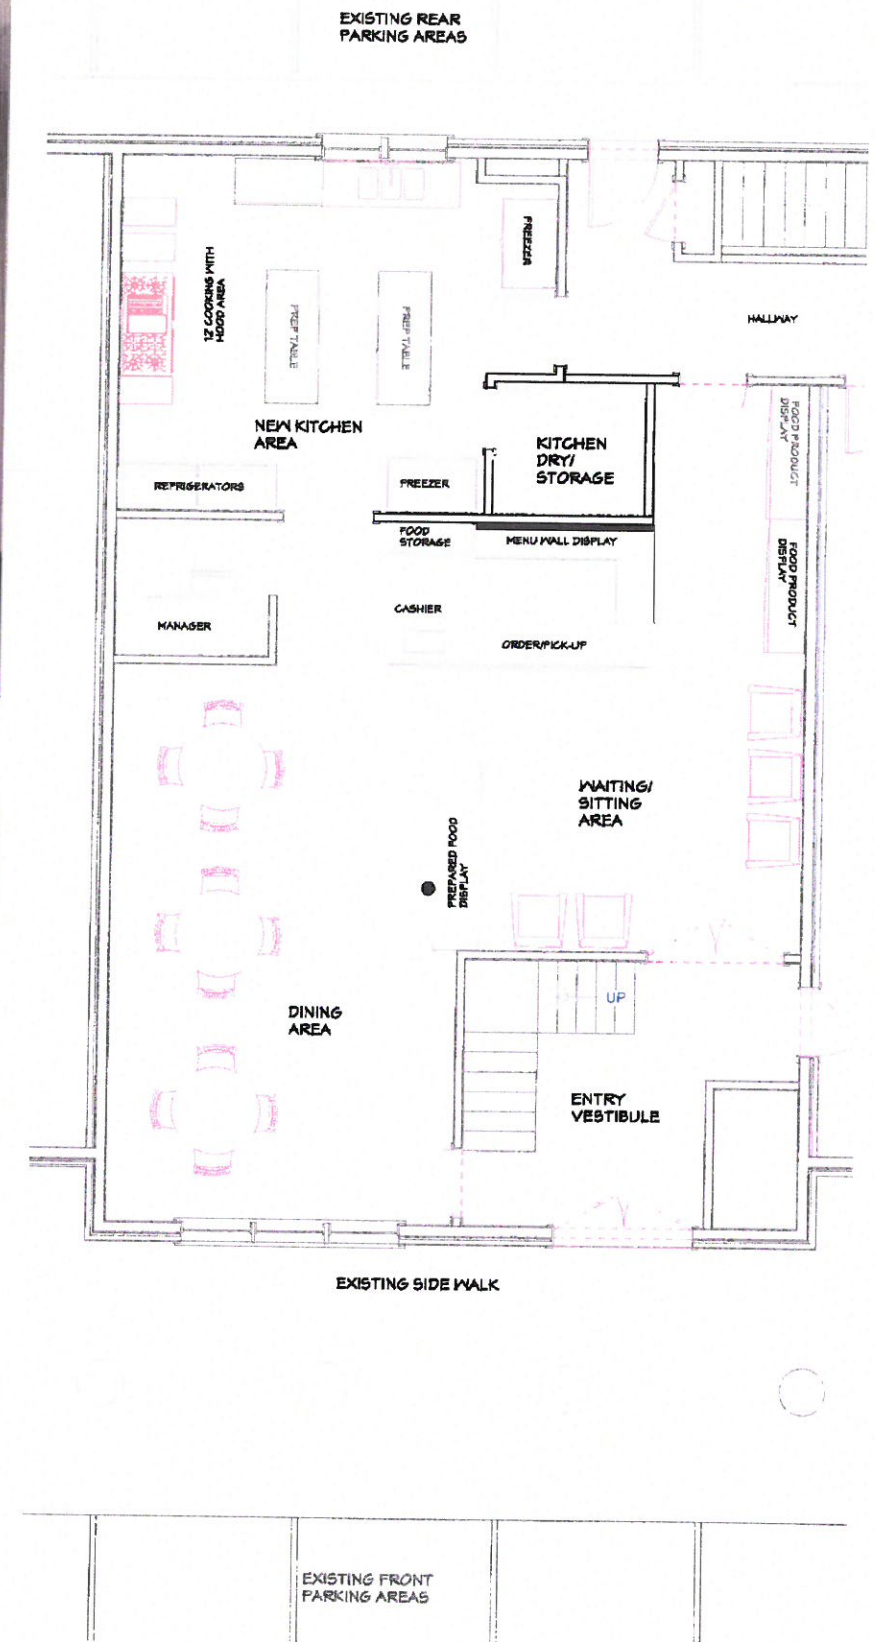 EXISTING REAR
PARKING AREAS
FREEZER
12' COOKING WITH
HOOD AREA
PREP TABLE
PREP TABLE
HALLWAY
NEW KITCHEN
AREA
KITCHEN
DRY/
STORAGE
FOOD PRODUCT
DISPLAY
REFRIGERATORS
FREEZER
FOOD
STORAGE
MENU WALL DISPLAY
FOOD PRODUCT
DISPLAY
MANAGER
CASHIER
ORDER/PICK-UP
WAITING/
SITTING
AREA
PREPARED FOOD
DISPLAY
DINING
AREA
UP
ENTRY
VESTIBULE
EXISTING SIDE WALK
EXISTING FRONT
PARKING AREAS